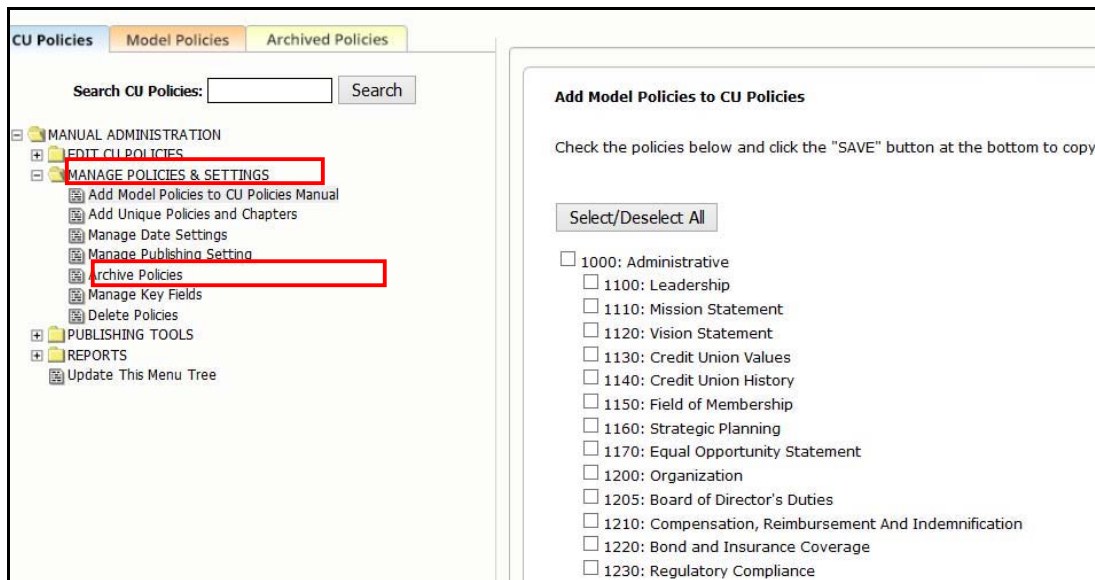 CU Policies
Model Policies
Archived Policies
Search CU Policies:
Search
MANUAL ADMINISTRATION
EDIT CU POLICIES
MANAGE POLICIES & SETTINGS
Add Model Policies to CU Policies Manual
Add Unique Policies and Chapters
Manage Date Settings
Manage Publishing Setting
Archive Policies
Manage Key Fields
Delete Policies
PUBLISHING TOOLS
REPORTS
Update This Menu Tree
Add Model Policies to CU Policies
Check the policies below and click the "SAVE" button at the bottom to copy
Select/Deselect All
1000: Administrative
1100: Leadership
1110: Mission Statement
1120: Vision Statement
1130: Credit Union Values
1140: Credit Union History
1150: Field of Membership
1160: Strategic Planning
1170: Equal Opportunity Statement
1200: Organization
1205: Board of Director's Duties
1210: Compensation, Reimbursement And Indemnification
1220: Bond and Insurance Coverage
1230: Regulatory Compliance